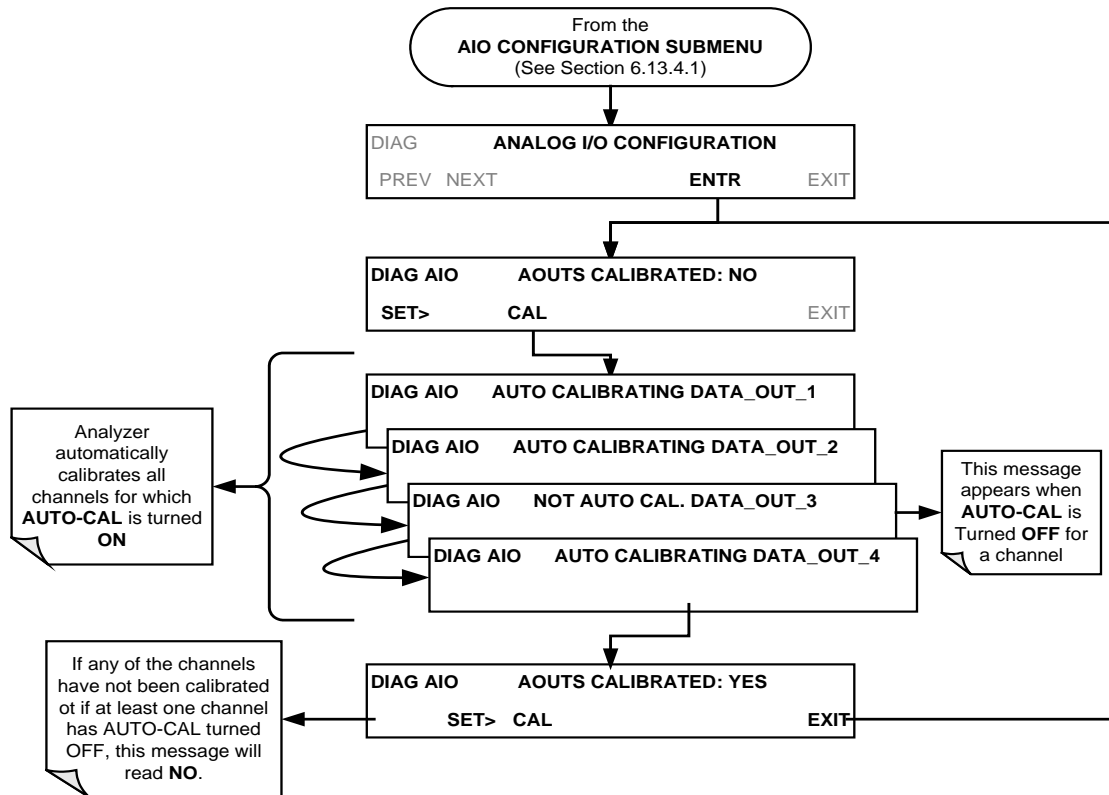 From the
AIO CONFIGURATION SUBMENU
(See Section 6.13.4.1)
DIAG ANALOG I/O CONFIGURATION
PREV NEXT ENTR EXIT
DIAG AIO AOUTS CALIBRATED: NO
SET> CAL EXIT
DIAG AIO AUTO CALIBRATING DATA_OUT_1
DIAG AIO AUTO CALIBRATING DATA_OUT_2
DIAG AIO NOT AUTO CAL. DATA_OUT_3
DIAG AIO AUTO CALIBRATING DATA_OUT_4
Analyzer
automatically
calibrates all
channels for which
AUTO-CAL is turned
ON
This message
appears when
AUTO-CAL is
Turned OFF for
a channel
DIAG AIO AOUTS CALIBRATED: YES
SET> CAL EXIT
If any of the channels
have not been calibrated
ot if at least one channel
has AUTO-CAL turned
OFF, this message will
read NO.